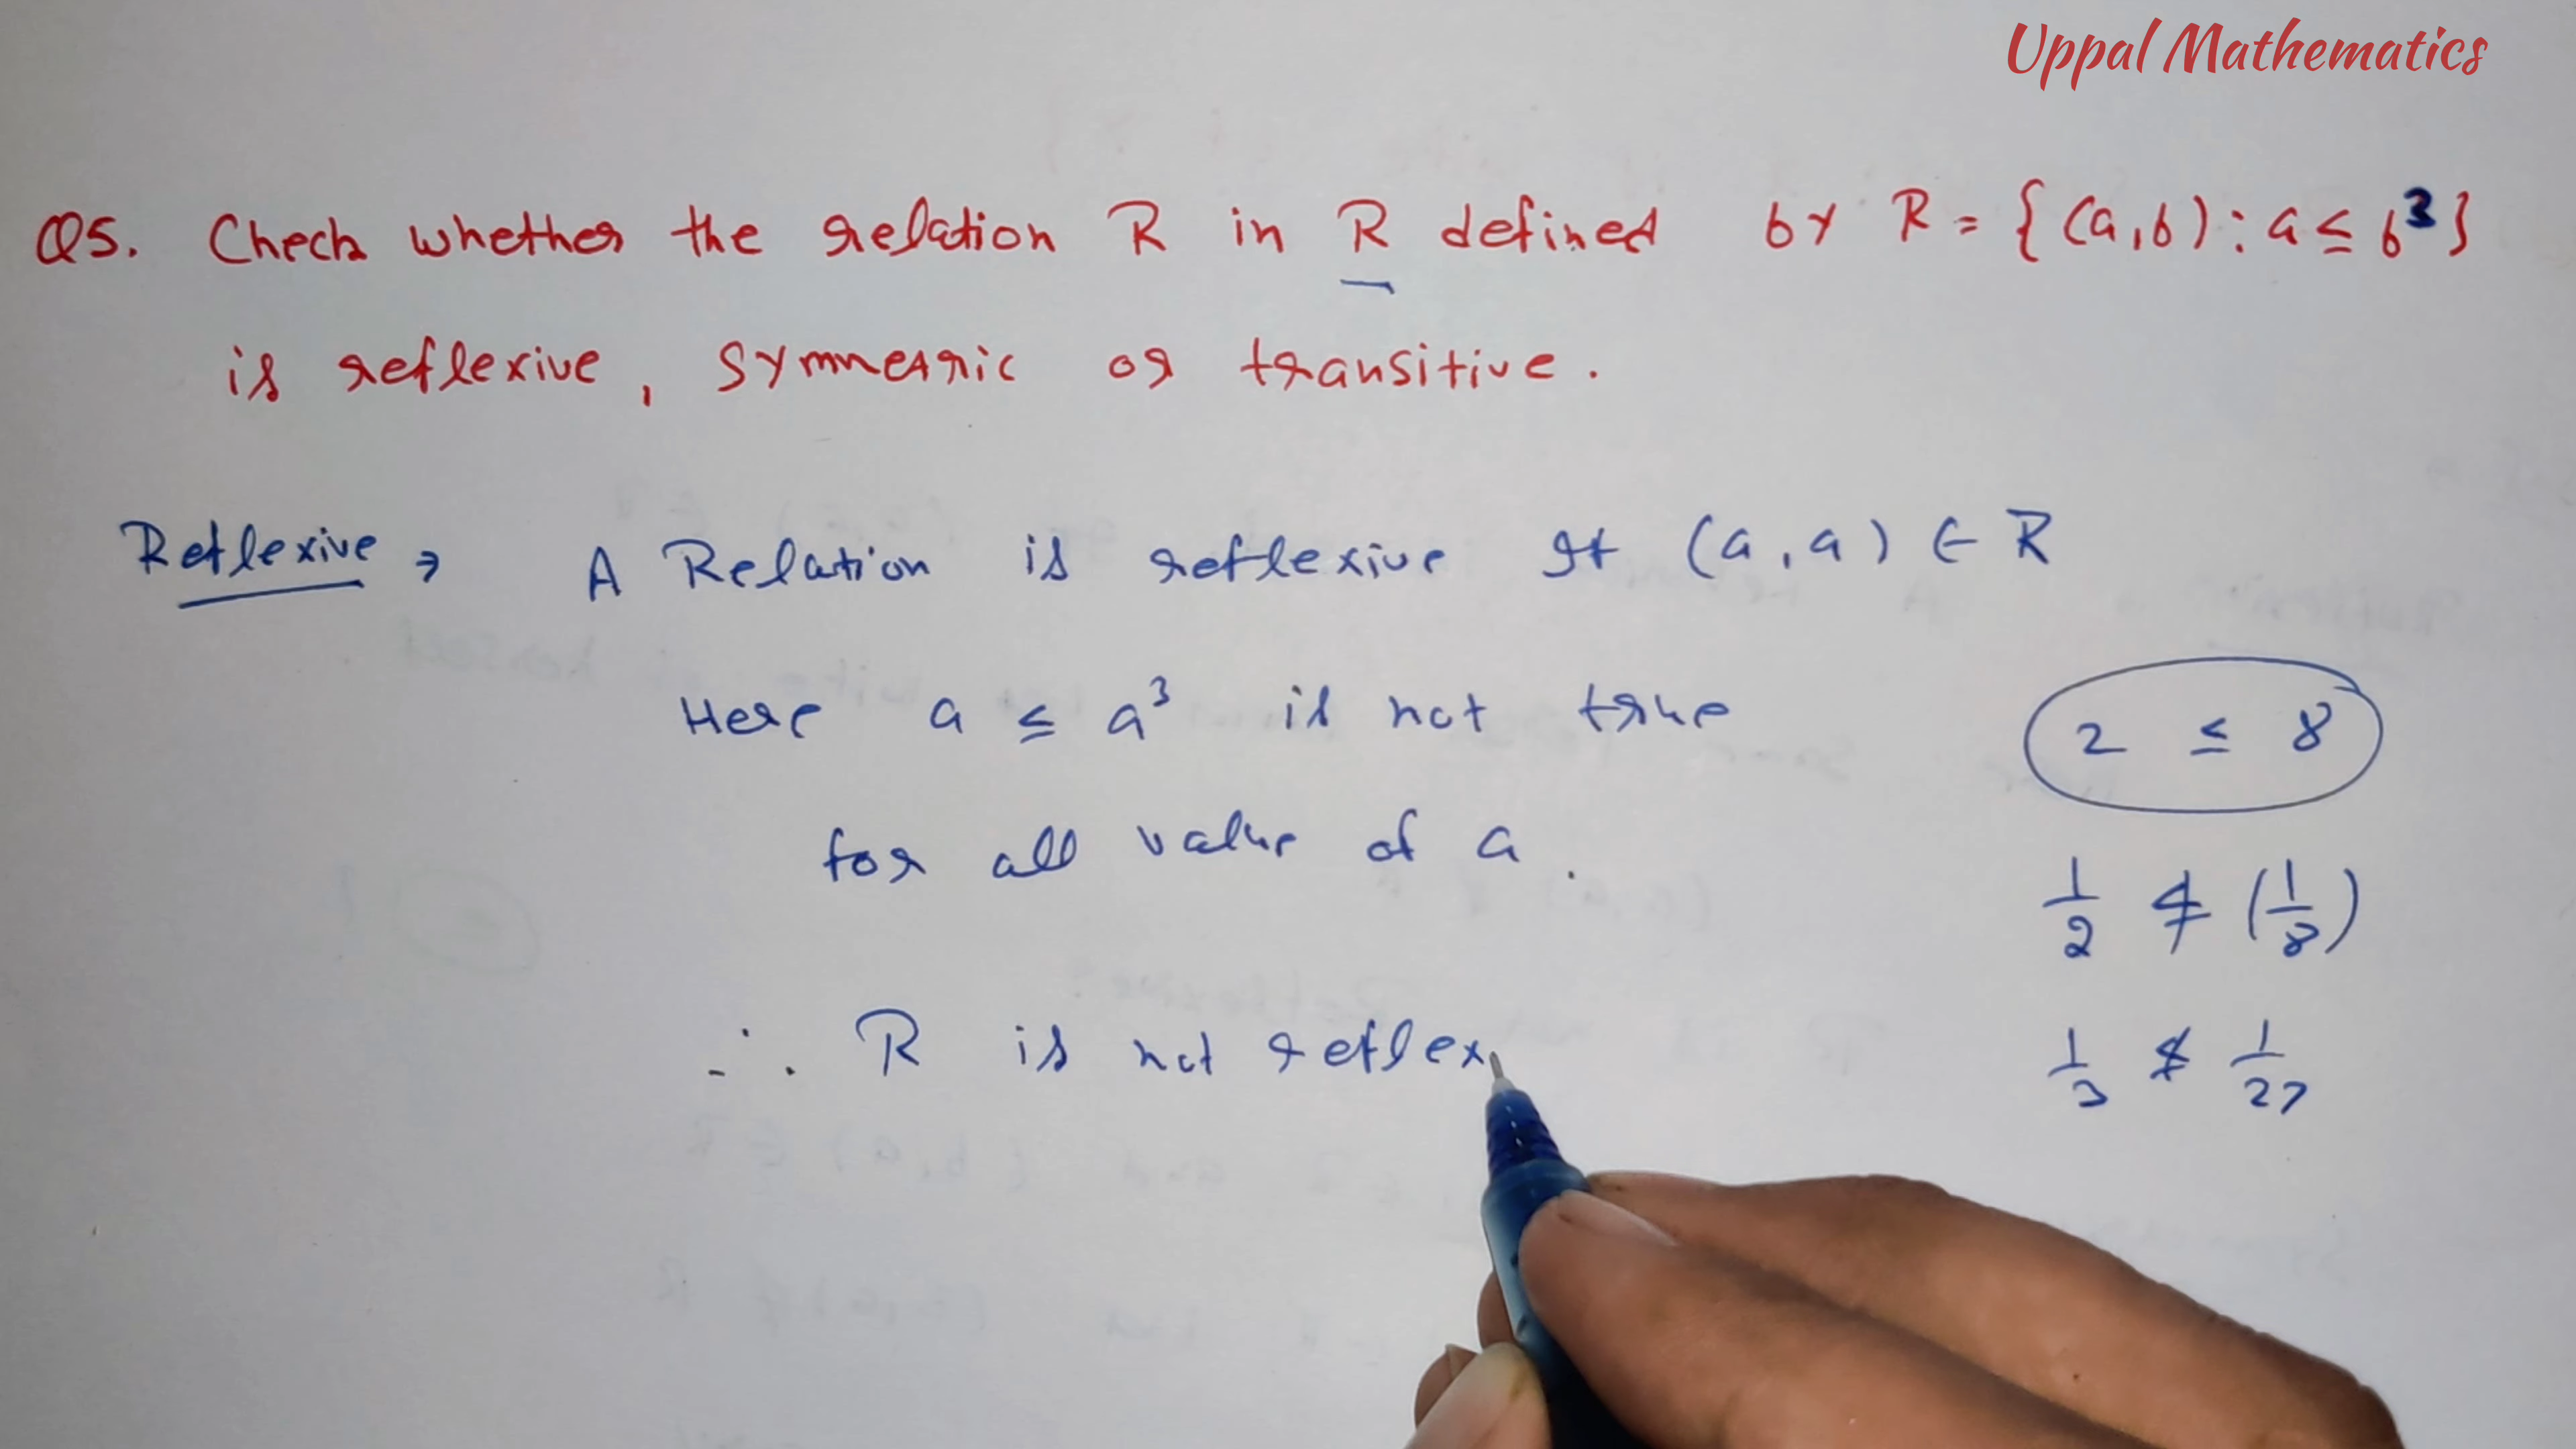 Uppal Mathematics
Q5. Check whether the relation R in R defined by R = {(a,b): a ≤ b³}
is reflexive, symmetric or transitive.
Reflexive → A Relation is reflexive If (a,a) ∈ R
Here a ≤ a³ is not true
2 ≤ 8
for all value of a.
1/2 ≰ (1/8)
∴ R is not reflex
1/3 ≰ 1/27